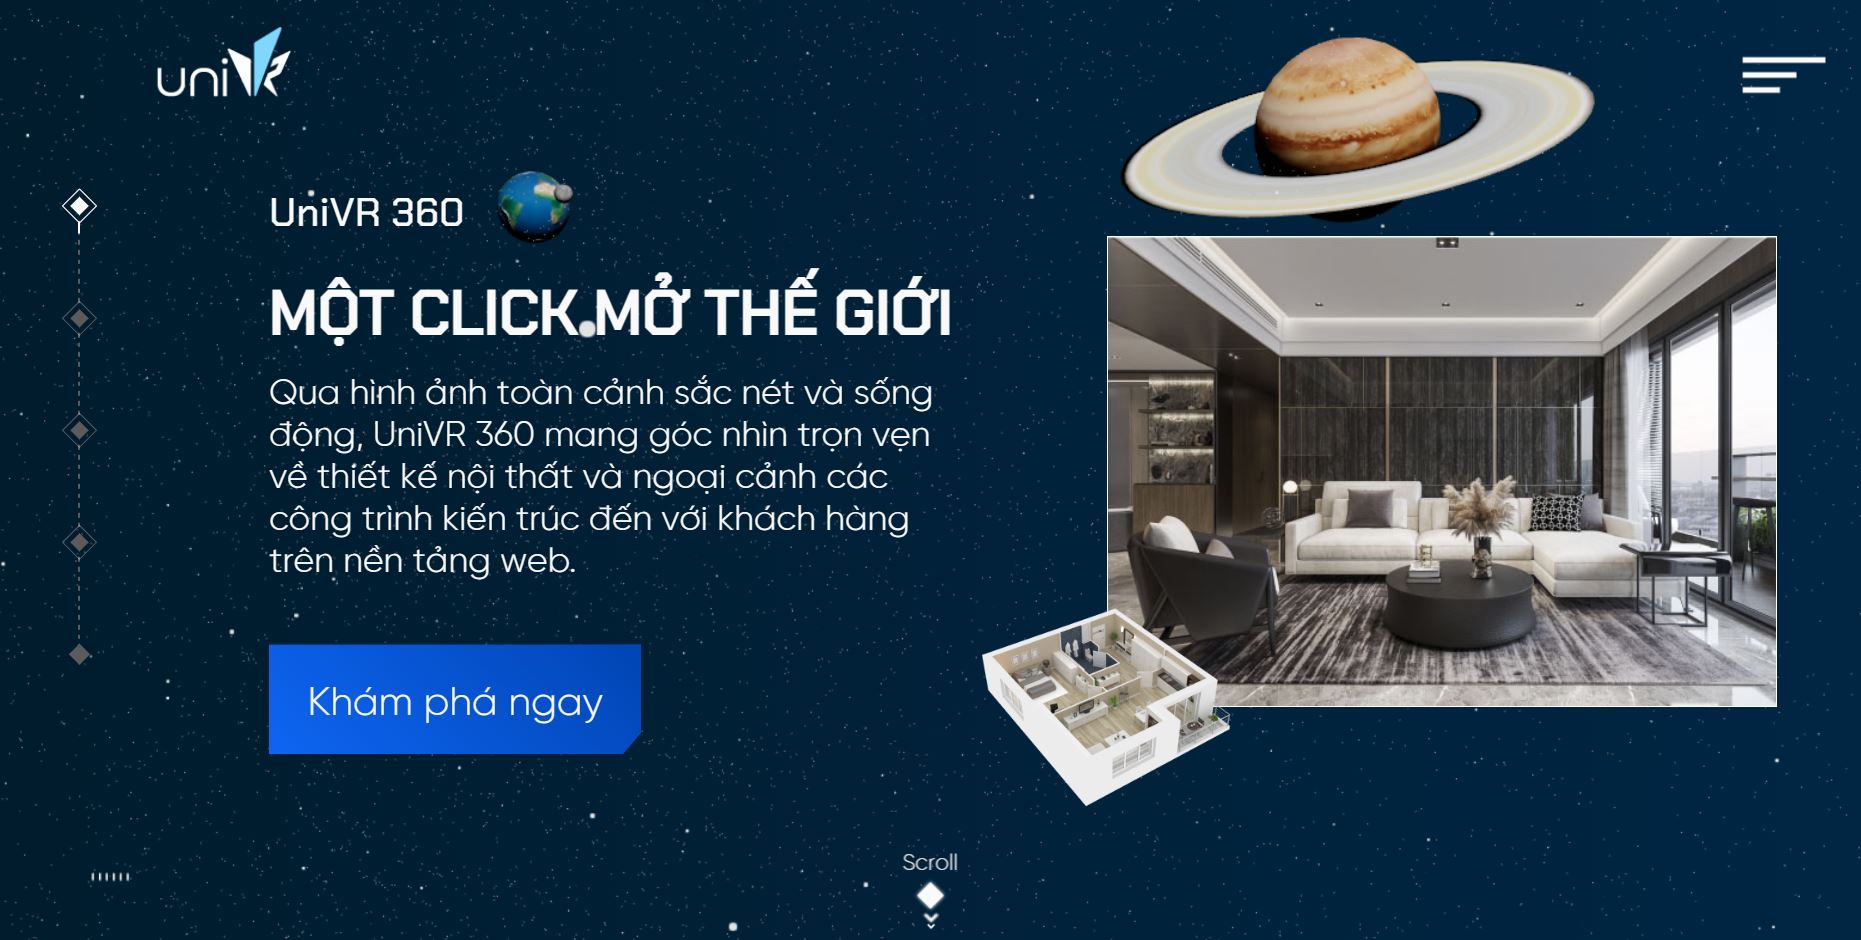 uniVR
UniVR 360
MỘT CLICK MỞ THẾ GIỚI
Qua hình ảnh toàn cảnh sắc nét và sống
động, UniVR 360 mang góc nhìn trọn vẹn
về thiết kế nội thất và ngoại cảnh các
công trình kiến trúc đến với khách hàng
trên nền tảng web.
Khám phá ngay
Scroll